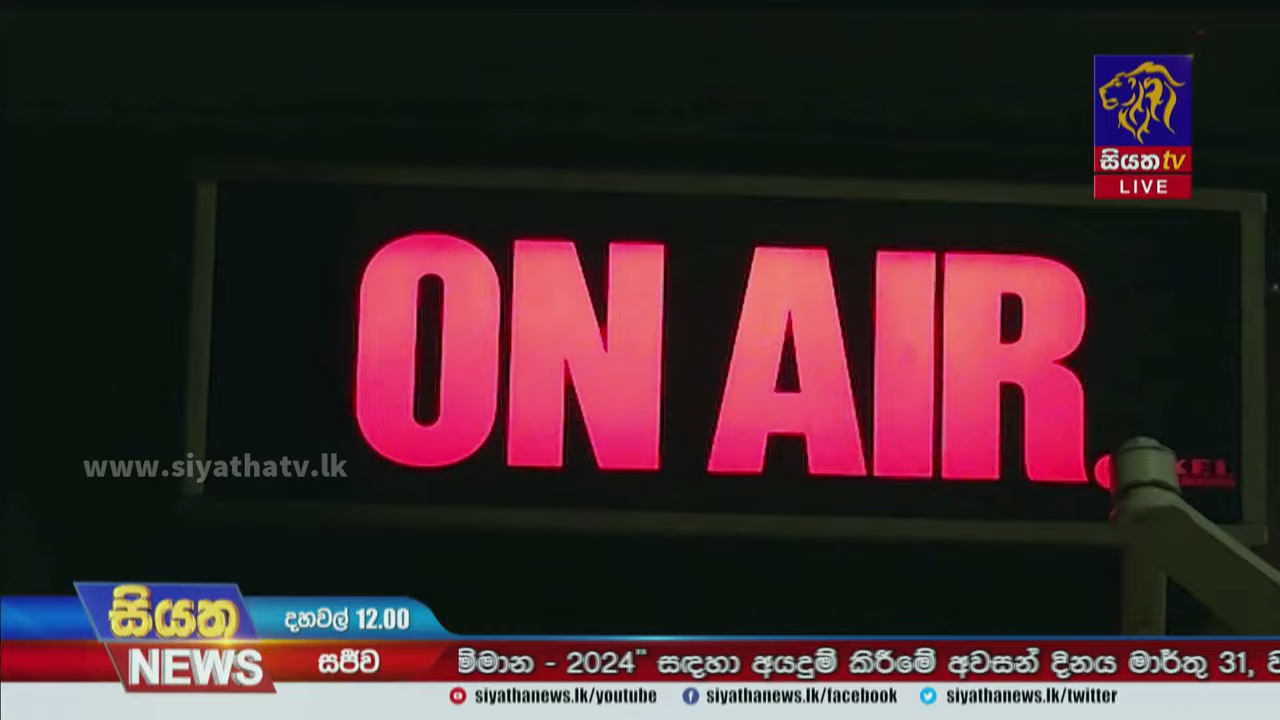 සියත tv
LIVE
ON AIR.
www.siyathatv.lk
සියත
NEWS
දහවල් 12.00
සජීව
ම්මාන - 2024" සඳහා අයදුම් කිරීමේ අවසන් දිනය මාර්තු 31,
siyathanews.lk/youtube siyathanews.lk/facebook siyathanews.lk/twitter